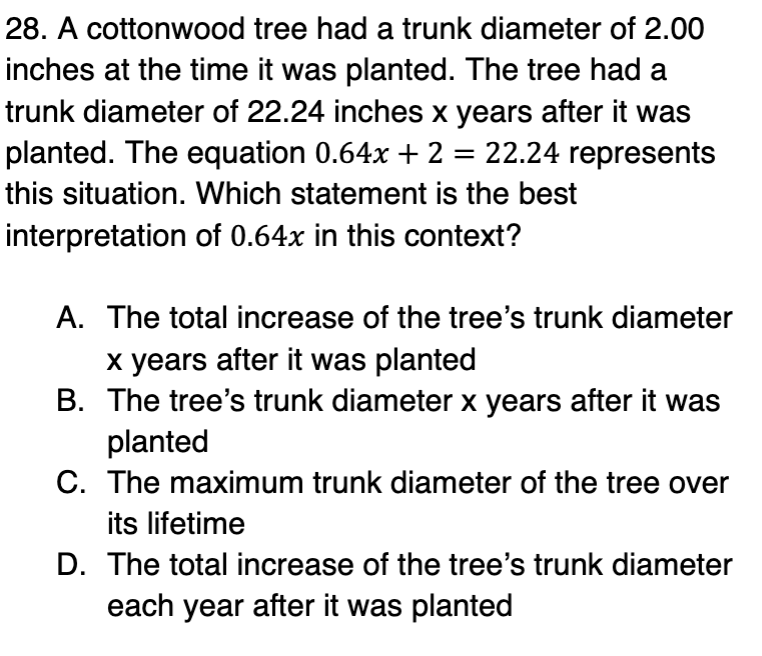 28. A cottonwood tree had a trunk diameter of 2.00
inches at the time it was planted. The tree had a
trunk diameter of 22.24 inches x years after it was
planted. The equation 0.64x + 2 = 22.24 represents
this situation. Which statement is the best
interpretation of 0.64x in this context?
A. The total increase of the tree’s trunk diameter
x years after it was planted
B. The tree’s trunk diameter x years after it was
planted
C. The maximum trunk diameter of the tree over
its lifetime
D. The total increase of the tree’s trunk diameter
each year after it was planted